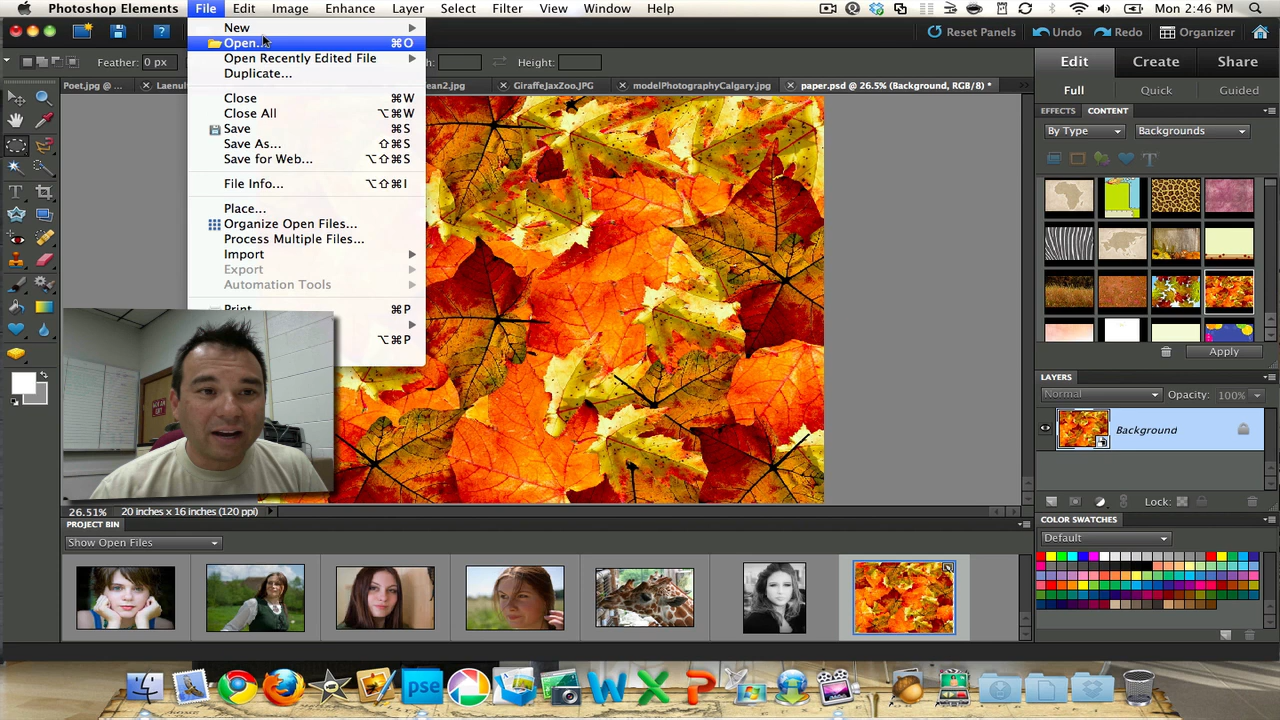 Photoshop Elements File Edit Image Enhancement Layer Select Filter View Window Help Mon 2:46 PM
Reset Panels Undo Redo Organizer
Feather: 0 px Height:
Edit Create Share
Full Quick Guided
Poet.jpg @ ... ean2.jpg GiraffeJaxZoo.JPG modelPhotographyCalgary.jpg paper.psd @ 26.5% (Background, RGB/8) *
New
Open... ⌘O
Open Recently Edited File
Duplicate...
Close ⌘W
Close All ⌥⌘W
Save ⌘S
Save As... ⇧⌘S
Save for Web... ⌥⇧⌘S
File Info... ⌥⇧⌘I
Place...
Organize Open Files...
Process Multiple Files...
Import
Export
Automation Tools
Print ⌘P
⌥⌘P
EFFECTS CONTENT
By Type Backgrounds
Apply
LAYERS
Normal Opacity: 100%
Background
Lock:
COLOR SWATCHES
Default
26.51% 20 inches x 16 inches (120 ppi)
PROJECT BIN
Show Open Files
pse
W X P